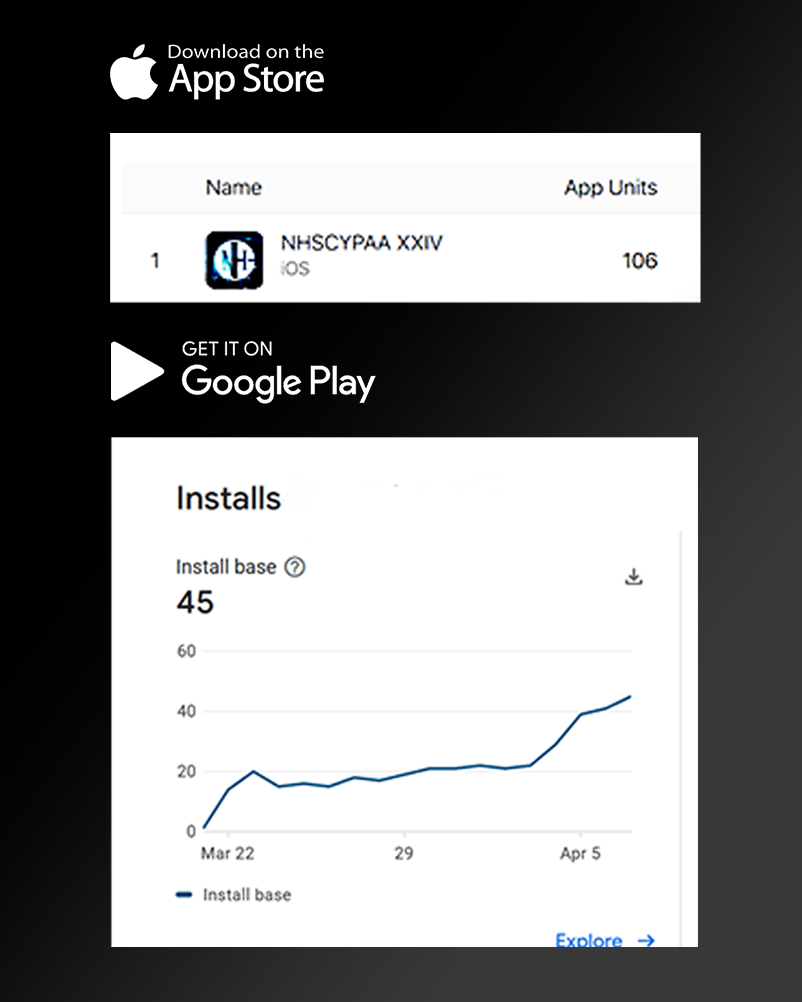 Download on the
App Store
Name App Units
1 NHSCYPAA XXIV 106
iOS
GET IT ON
Google Play
Installs
Install base ?
45
60
40
20
0
Mar 22 29 Apr 5
Install base
Explore →